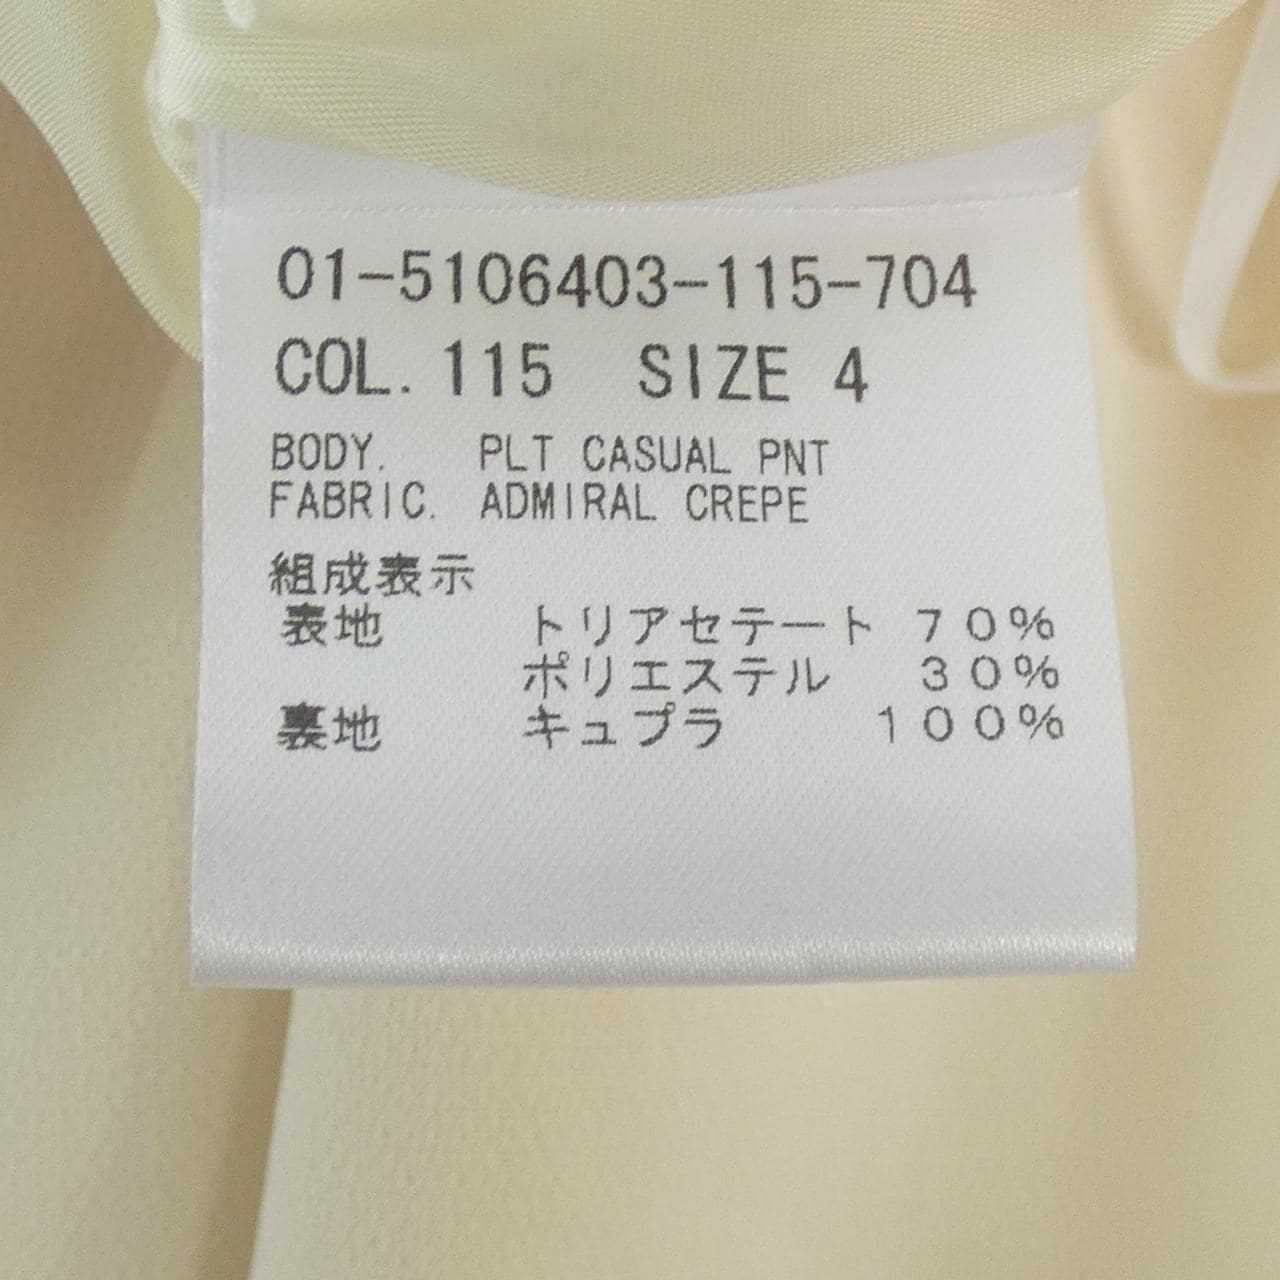 01-5106403-115-704
COL. 115 SIZE 4
BODY. PLT CASUAL PNT
FABRIC. ADMIRAL CREPE
組成表示
表地 トリアセテート 70%
ポリエステル 30%
裏地 キュプラ 100%